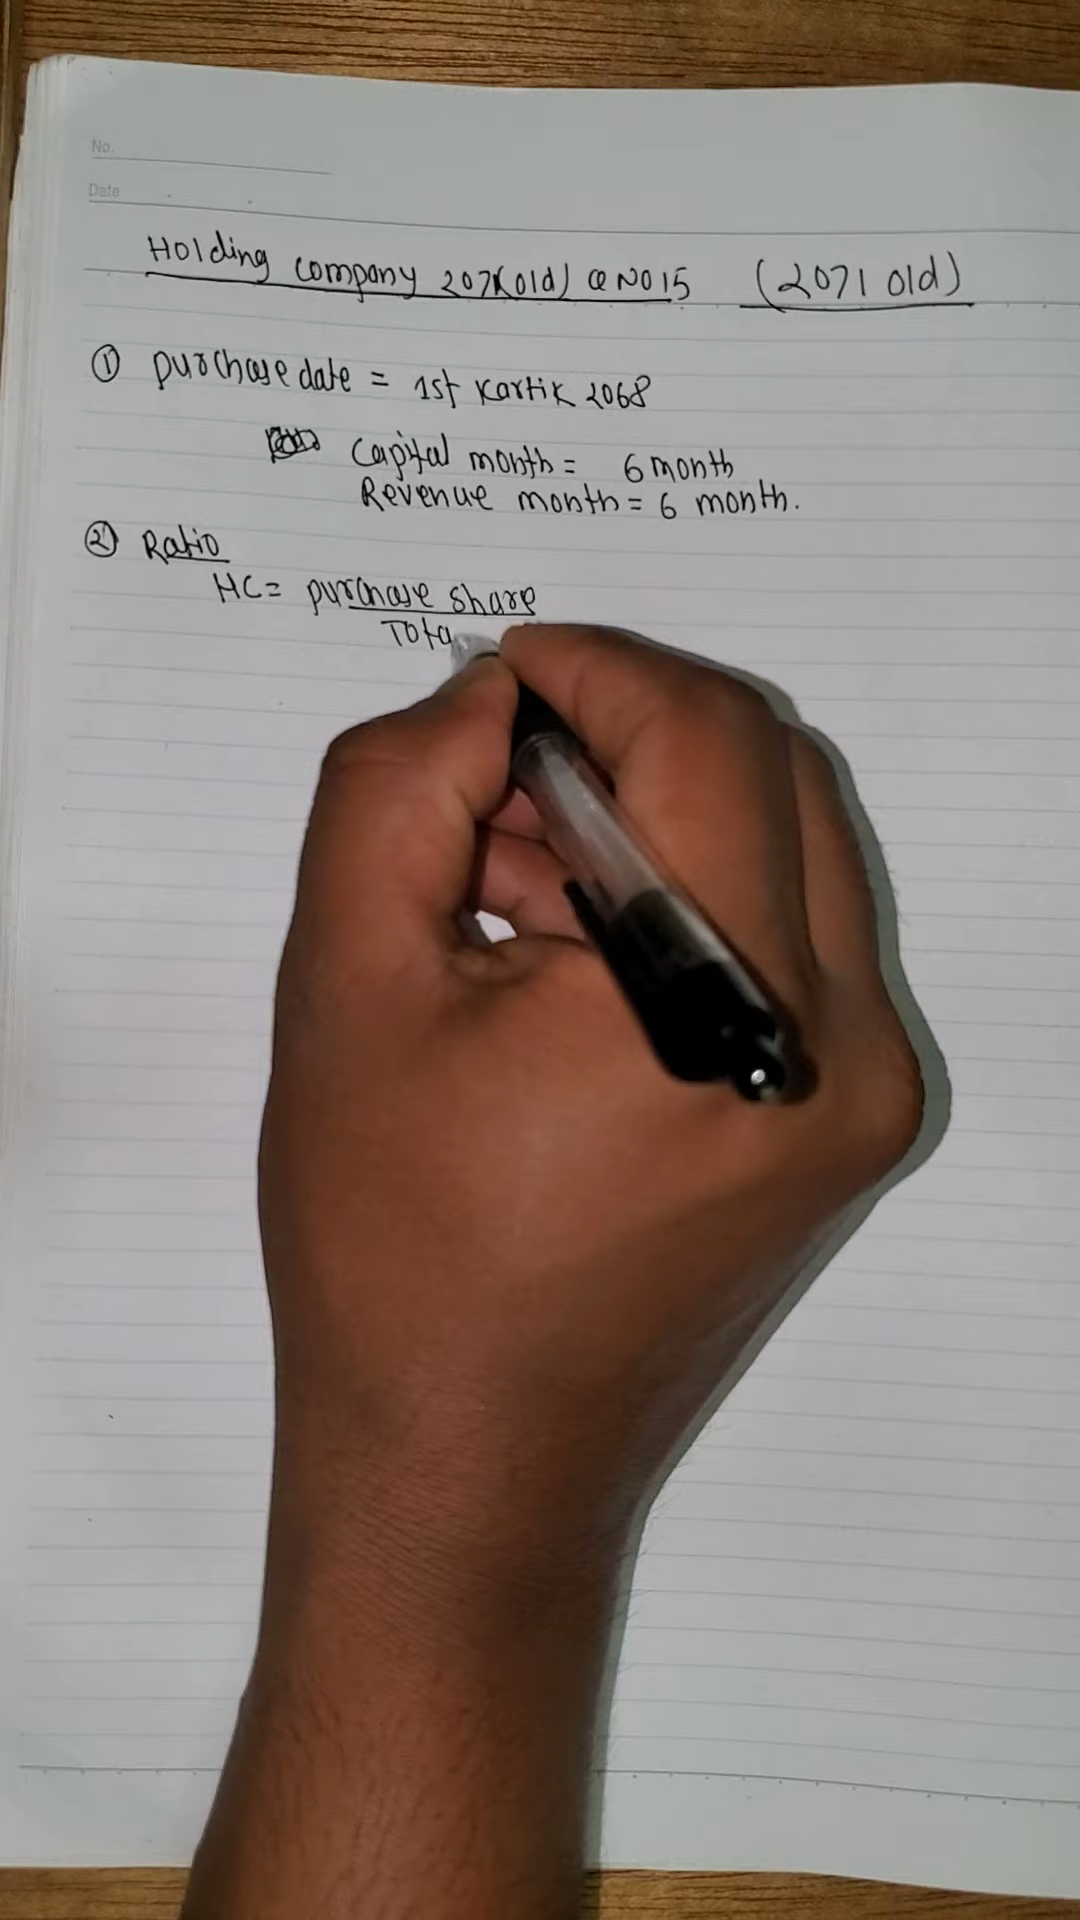 No.
Date
Holding company 2071(old) Q NO 15 (2071 old)
① purchase date = 1st Kartik 2068
Capital month = 6 month
Revenue month = 6 month.
② Ratio
HC = purchase share
Tota